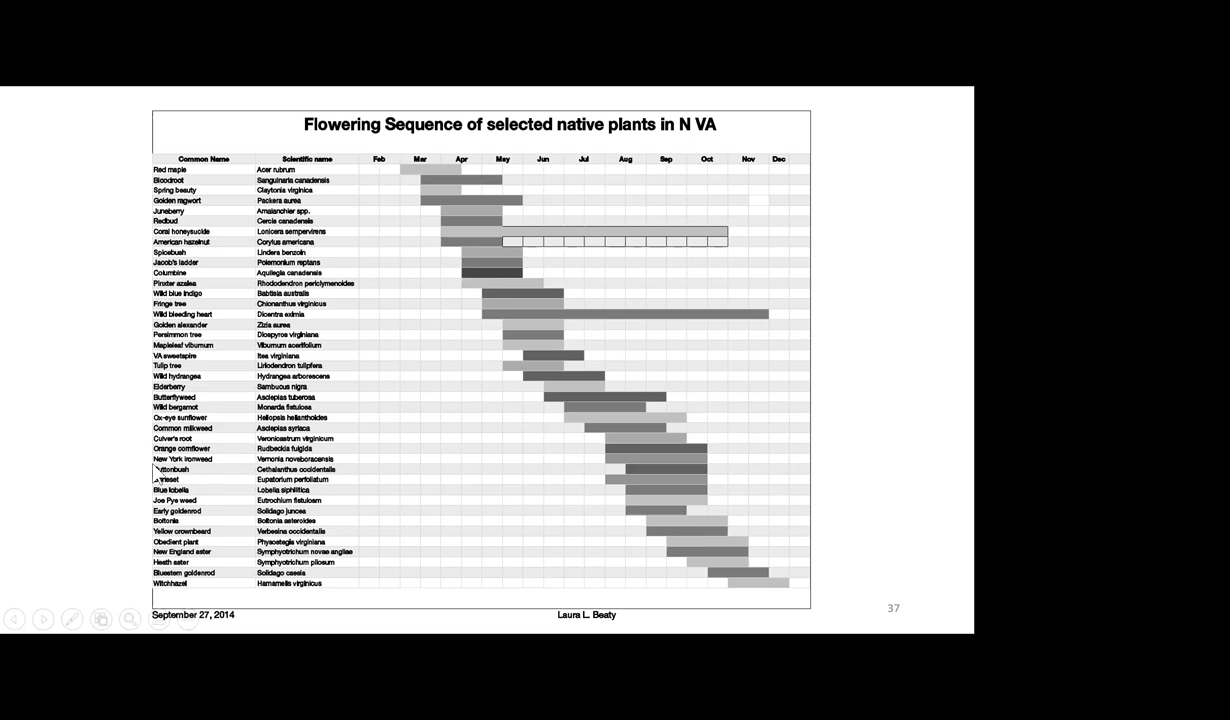 Flowering Sequence of selected native plants in N VA
Common Name Scientific name Feb Mar Apr May Jun Jul Aug Sep Oct Nov Dec
Red maple Acer rubrum
Bloodroot Sanguinaria canadensis
Spring beauty Claytonia virginica
Golden ragwort Packera aurea
Juneberry Amalanchier spp.
Redbud Cercis canadensis
Coral honeysuckle Lonicera sempervirens
American hazelnut Corylus americana
Spicebush Lindera benzoin
Jacob's ladder Polemonium reptans
Columbine Aquilegia canadensis
Pinxter azalea Rhododendron periclymenoides
Wild blue indigo Babtisia australis
Fringe tree Chionanthus virginicus
Wild bleeding heart Dicentra eximia
Golden alexander Zizia aurea
Persimmon tree Diospyros virginiana
Mapleleaf viburnum Viburnum acerifolium
VA sweetspire Itea virginiana
Tulip tree Liriodendron tulipfera
Wild hydrangea Hydrangea arborescens
Elderberry Sambucus nigra
Butterflyweed Asclepias tuberosa
Wild bergamot Monarda fistulosa
Ox-eye sunflower Heliopsis helianthoides
Common milkweed Asclepias syriaca
Culver's root Veronicastrum virginicum
Orange cornflower Rudbeckia fulgida
New York ironweed Vernonia noveboracensis
ttonbush Cethalanthus occidentalis
eset Eupatorium perfoliatum
Blue lobelia Lobelia siphilitica
Joe Pye weed Eutrochium fistulosm
Early goldenrod Solidago juncea
Boltonia Boltonia asteroides
Yellow crownbeard Verbesina occidentalis
Obedient plant Physostegia virginiana
New England aster Symphyotrichum novae angliae
Heath aster Symphyotrichum pilosum
Bluestem goldenrod Solidago caesia
Witchhazel Hamamelis virginicus
September 27, 2014 Laura L. Beaty
37